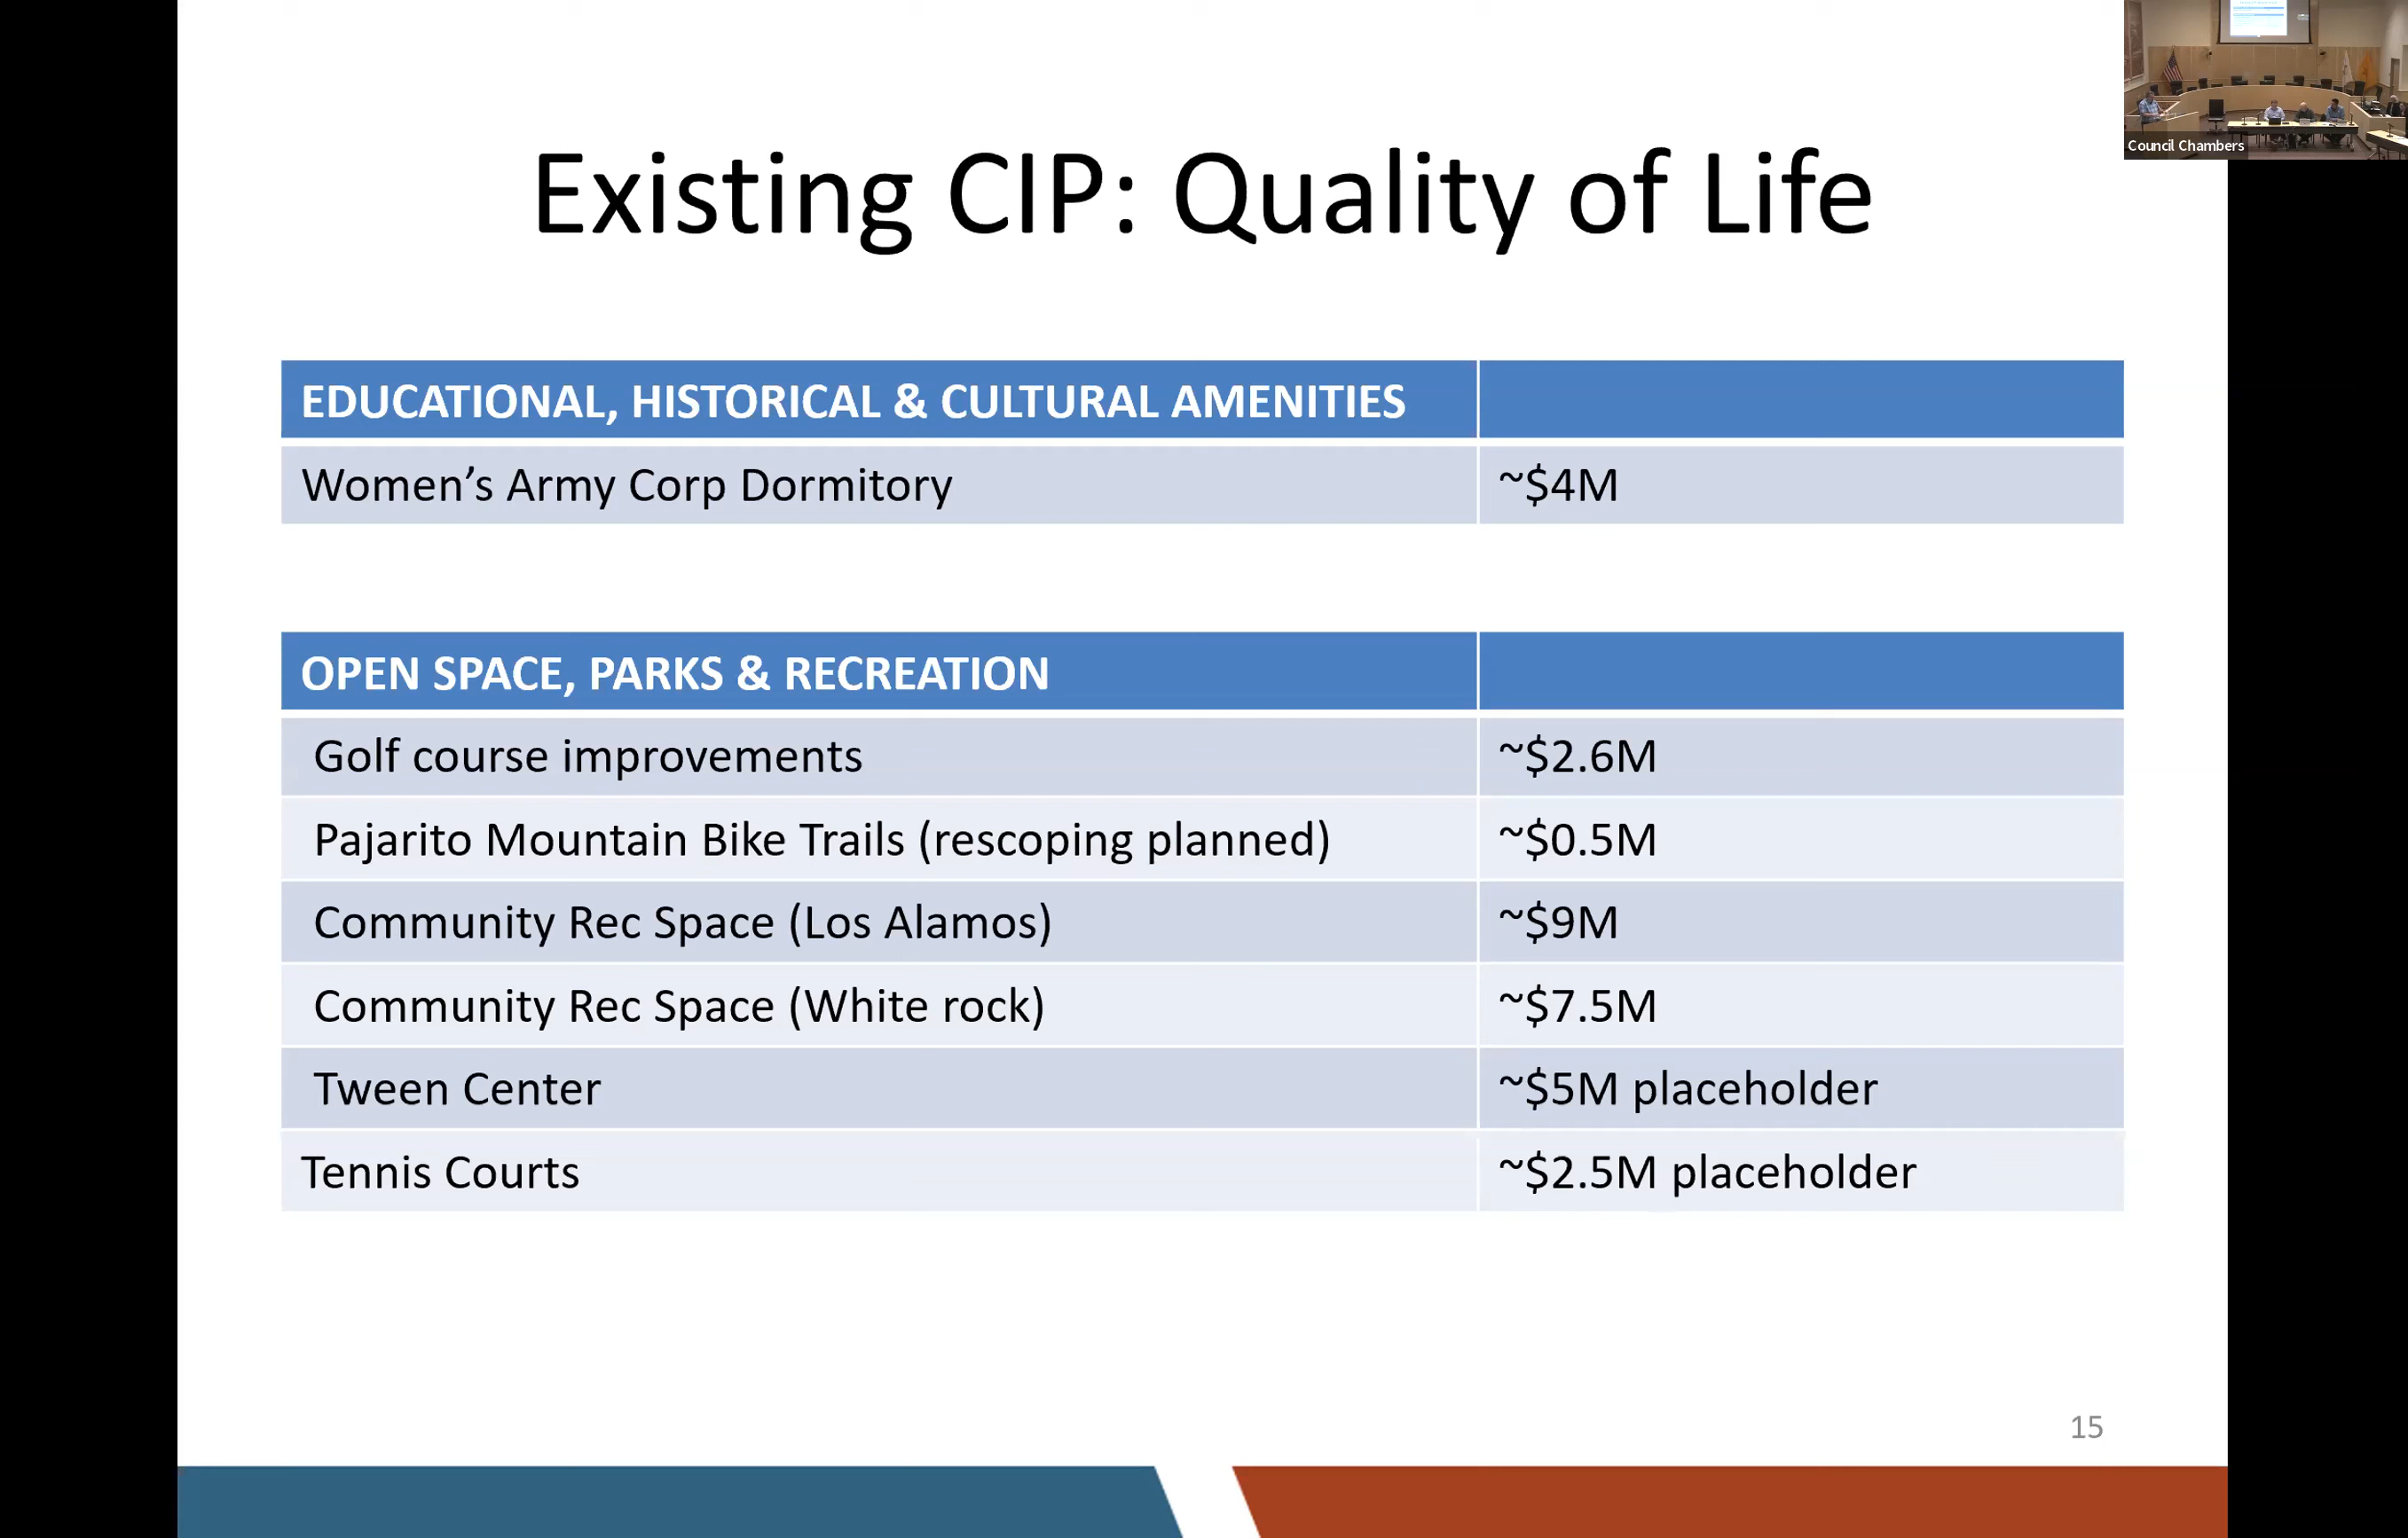 Council Chambers
Existing CIP: Quality of Life
EDUCATIONAL, HISTORICAL & CULTURAL AMENITIES
Women’s Army Corp Dormitory ~$4M
OPEN SPACE, PARKS & RECREATION
Golf course improvements ~$2.6M
Pajarito Mountain Bike Trails (rescoping planned) ~$0.5M
Community Rec Space (Los Alamos) ~$9M
Community Rec Space (White rock) ~$7.5M
Tween Center ~$5M placeholder
Tennis Courts ~$2.5M placeholder
15